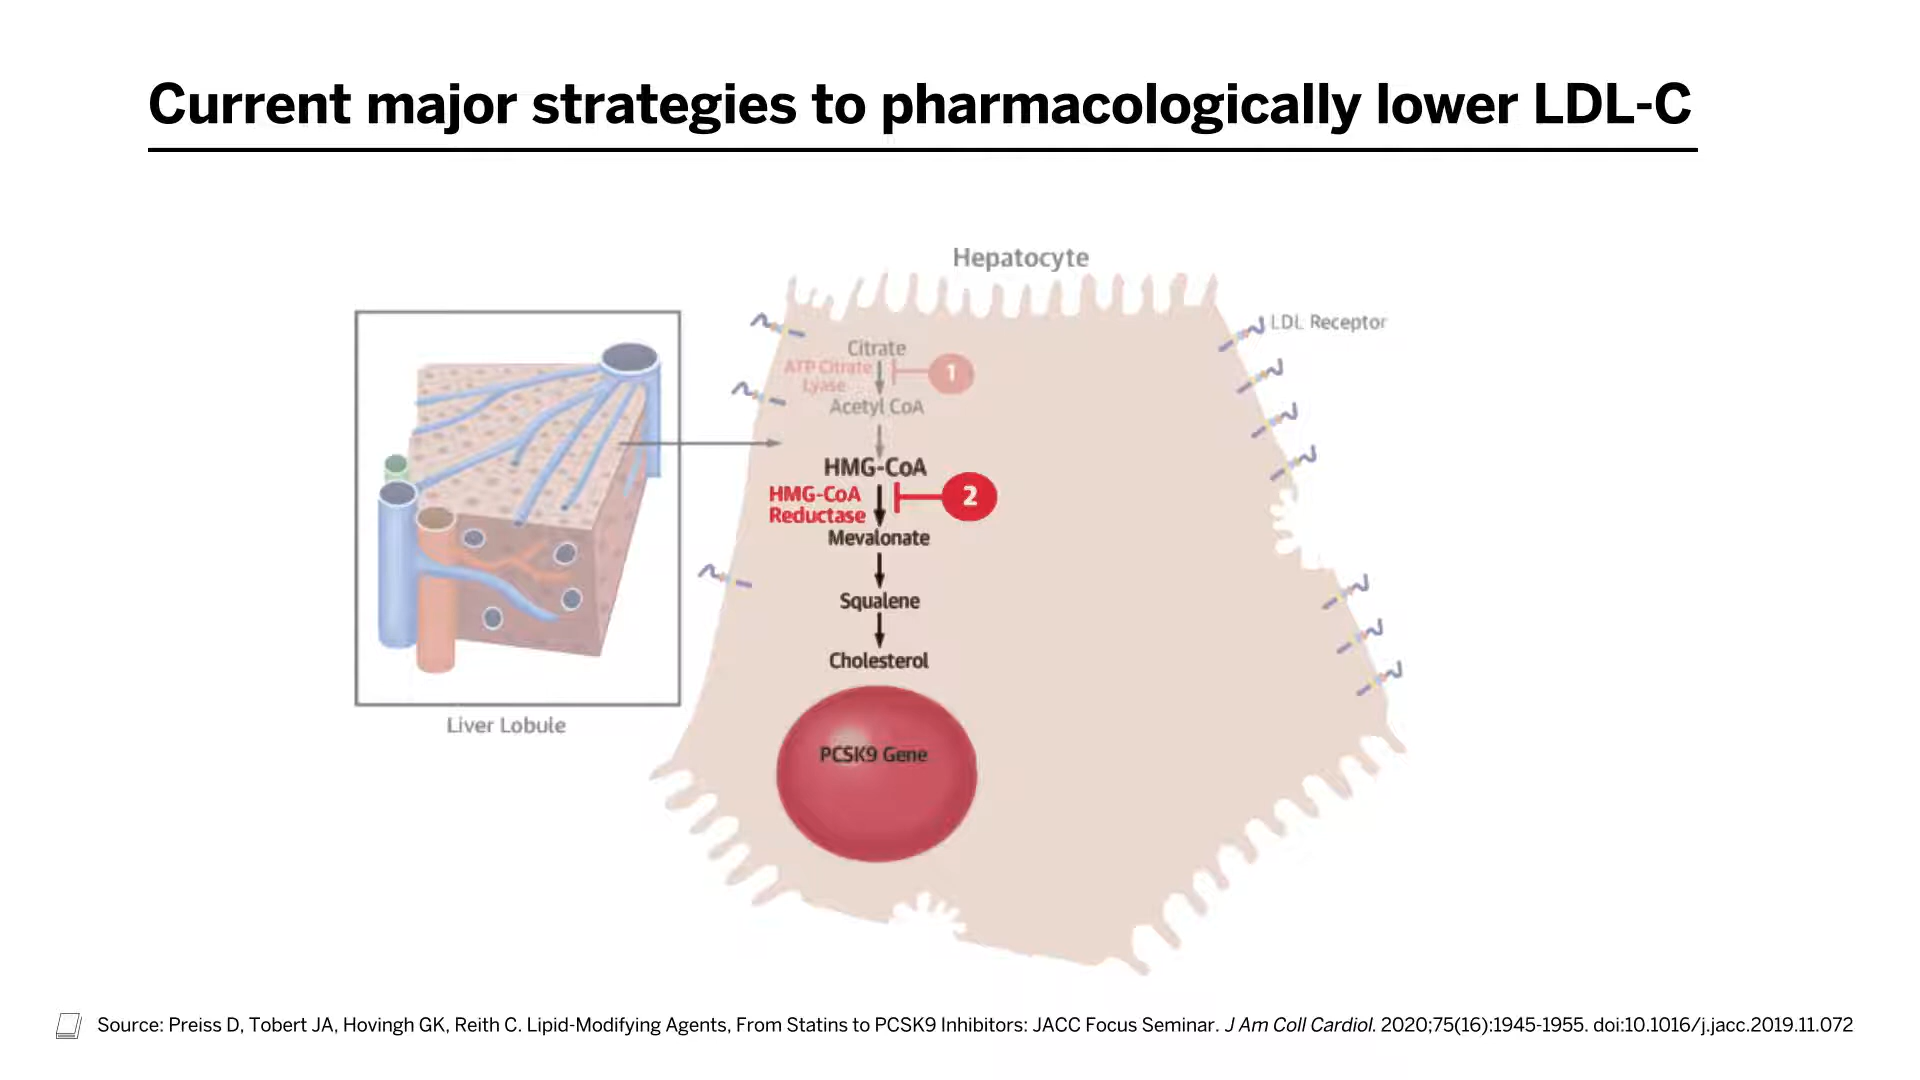 Current major strategies to pharmacologically lower LDL-C
Hepatocyte
LDL Receptor
Citrate
ATP Citrate
Lyase
1
Acetyl CoA
HMG-CoA
HMG-CoA
Reductase
2
Mevalonate
Squalene
Cholesterol
PCSK9 Gene
Liver Lobule
Source: Preiss D, Tobert JA, Hovingh GK, Reith C. Lipid-Modifying Agents, From Statins to PCSK9 Inhibitors: JACC Focus Seminar. J Am Coll Cardiol. 2020;75(16):1945-1955. doi:10.1016/j.jacc.2019.11.072